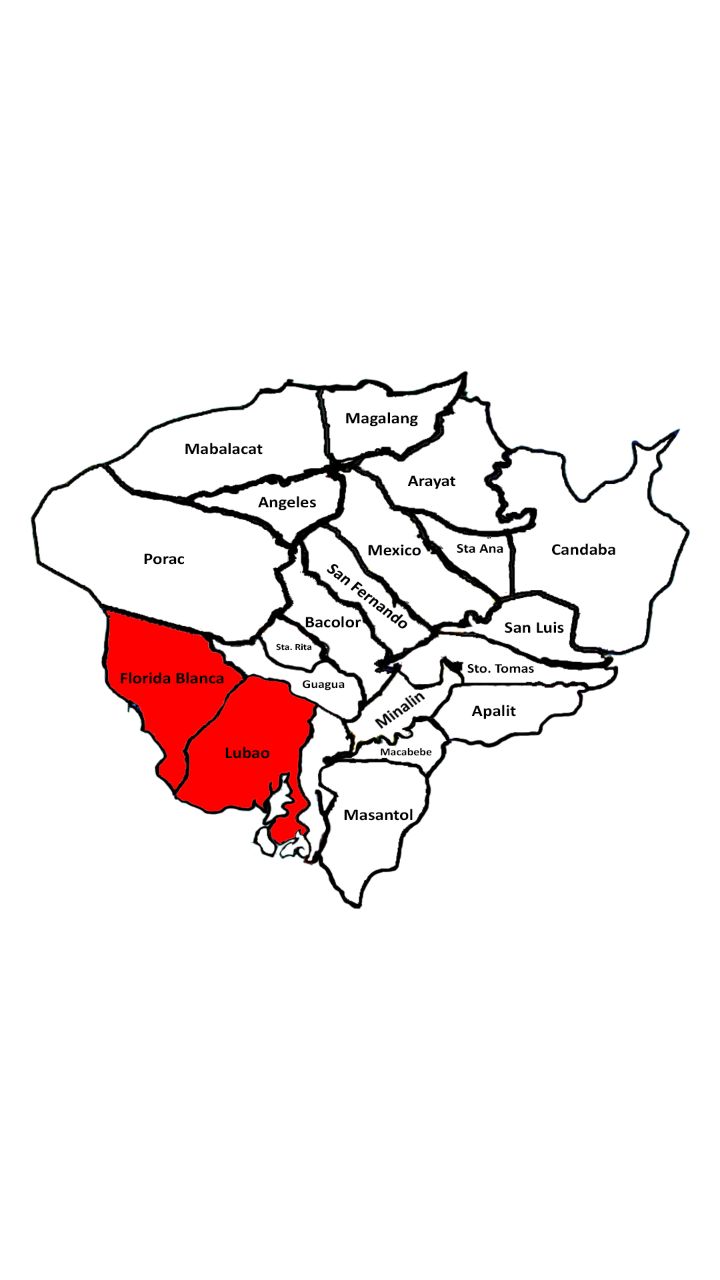 Magalang
Mabalacat
Arayat
Angeles
Mexico
Sta Ana
Candaba
Porac
San Fernando
Bacolor
San Luis
Sta. Rita
Sto. Tomas
Florida Blanca
Guagua
Minalin
Apalit
Lubao
Macabebe
Masantol